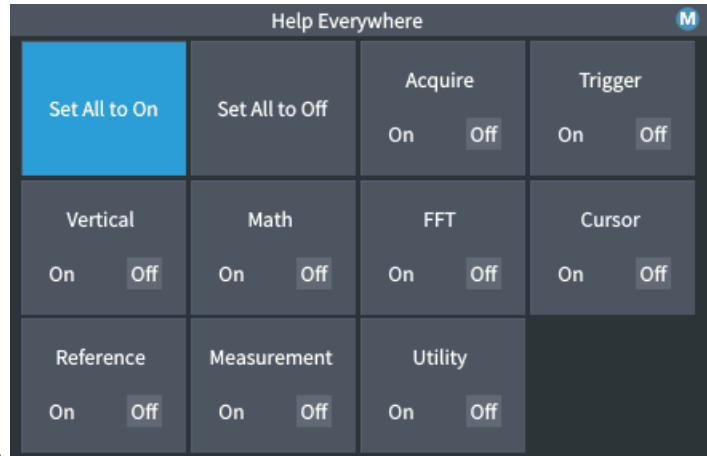 Help Everywhere M
Set All to On
Set All to Off
Acquire
On Off
Trigger
On Off
Vertical
On Off
Math
On Off
FFT
On Off
Cursor
On Off
Reference
On Off
Measurement
On Off
Utility
On Off